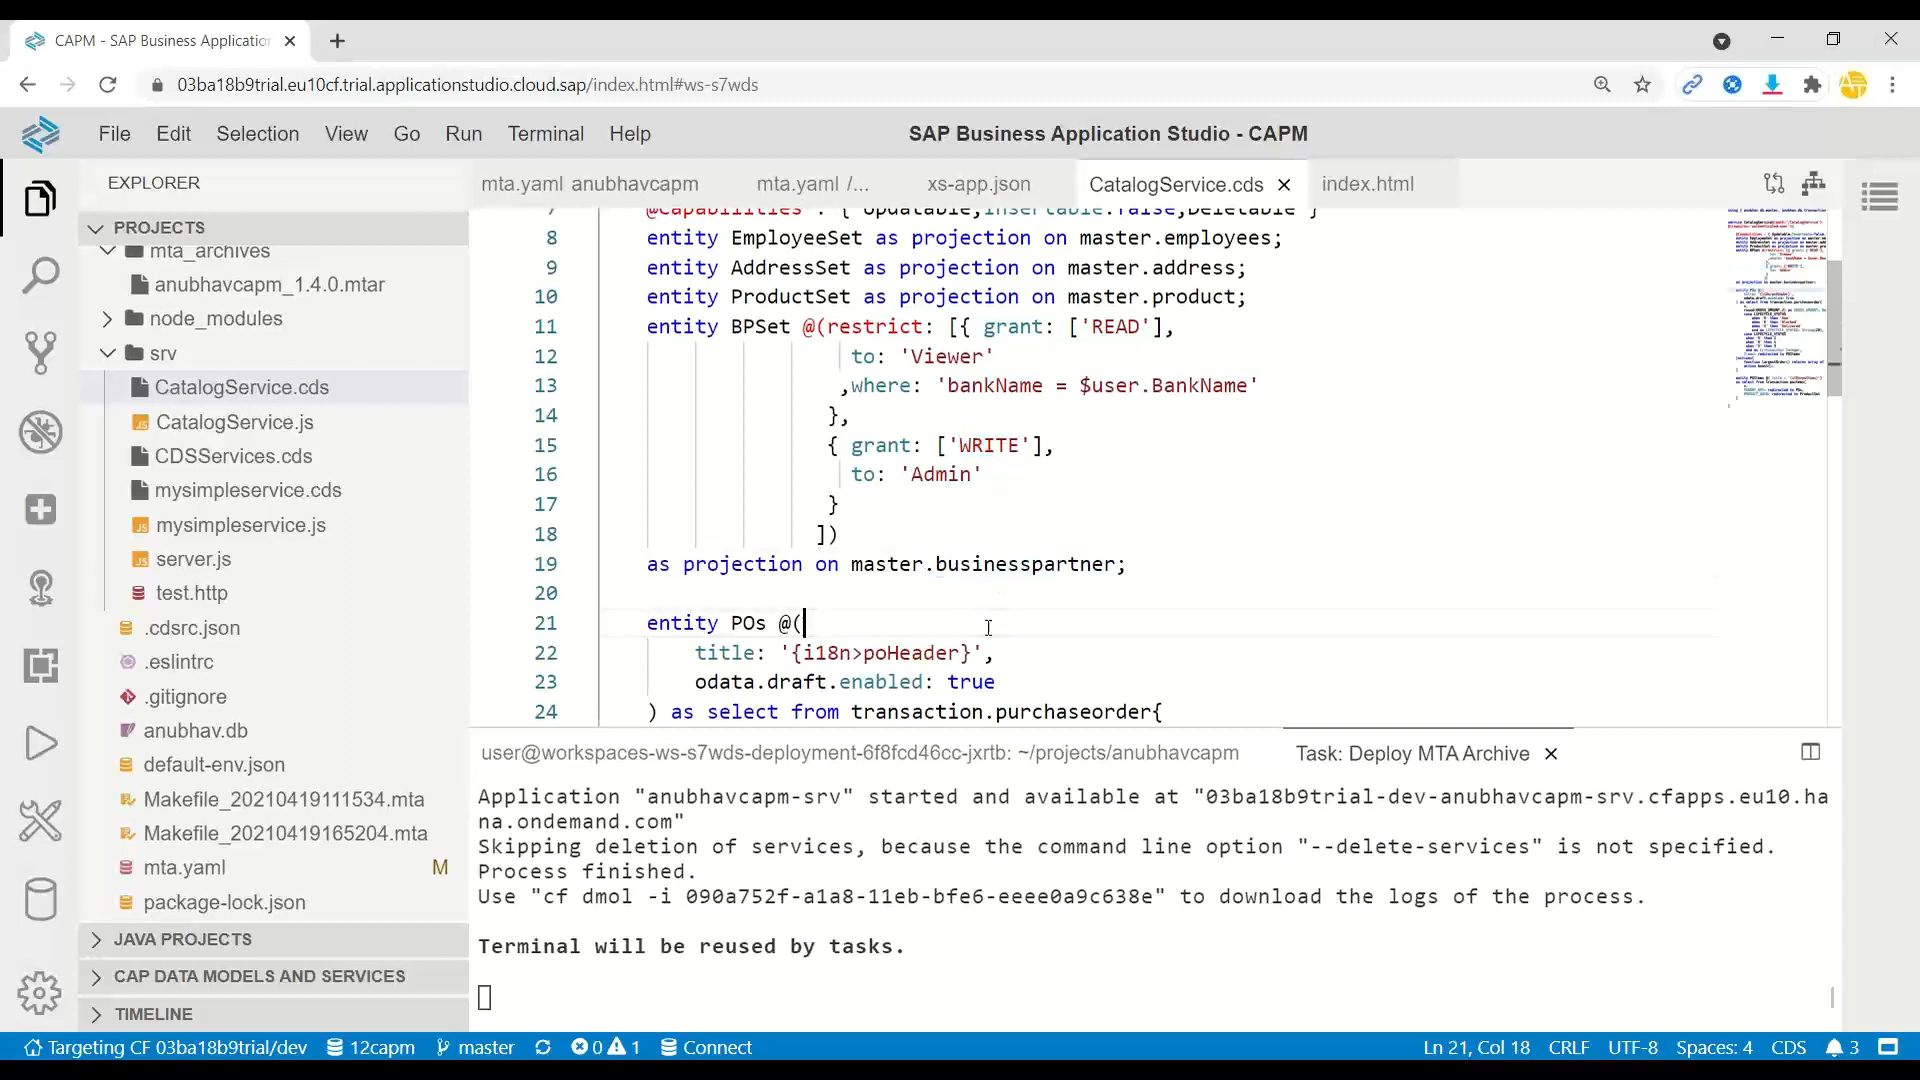 CAPM - SAP Business Application
03ba18b9trial.eu10cf.trial.applicationstudio.cloud.sap/index.html#ws-s7wds
File Edit Selection View Go Run Terminal Help
SAP Business Application Studio - CAPM
EXPLORER
PROJECTS
mta_archives
anubhavcapm_1.4.0.mtar
node_modules
srv
CatalogService.cds
CatalogService.js
CDSServices.cds
mysimpleservice.cds
mysimpleservice.js
server.js
test.http
.cdsrc.json
.eslintrc
.gitignore
anubhav.db
default-env.json
Makefile_20210419111534.mta
Makefile_20210419165204.mta
mta.yaml M
package-lock.json
JAVA PROJECTS
CAP DATA MODELS AND SERVICES
TIMELINE
mta.yaml anubhavcapm
mta.yaml /...
xs-app.json
CatalogService.cds
index.html
7 @Capabilities : { Updatable,Insertable:false,Deletable }
8 entity EmployeeSet as projection on master.employees;
9 entity AddressSet as projection on master.address;
10 entity ProductSet as projection on master.product;
11 entity BPSet @(restrict: [{ grant: ['READ'],
12 to: 'Viewer'
13 ,where: 'bankName = $user.BankName'
14 },
15 { grant: ['WRITE'],
16 to: 'Admin'
17 }
18 ])
19 as projection on master.businesspartner;
20
21 entity POs @(
22 title: '{i18n>poHeader}',
23 odata.draft.enabled: true
24 ) as select from transaction.purchaseorder{
user@workspaces-ws-s7wds-deployment-6f8fcd46cc-jxrtb: ~/projects/anubhavcapm
Task: Deploy MTA Archive
Application "anubhavcapm-srv" started and available at "03ba18b9trial-dev-anubhavcapm-srv.cfapps.eu10.ha
na.ondemand.com"
Skipping deletion of services, because the command line option "--delete-services" is not specified.
Process finished.
Use "cf dmol -i 090a752f-a1a8-11eb-bfe6-eeee0a9c638e" to download the logs of the process.
Terminal will be reused by tasks.
Targeting CF 03ba18b9trial/dev 12capm master 0 1 Connect
Ln 21, Col 18 CRLF UTF-8 Spaces: 4 CDS 3